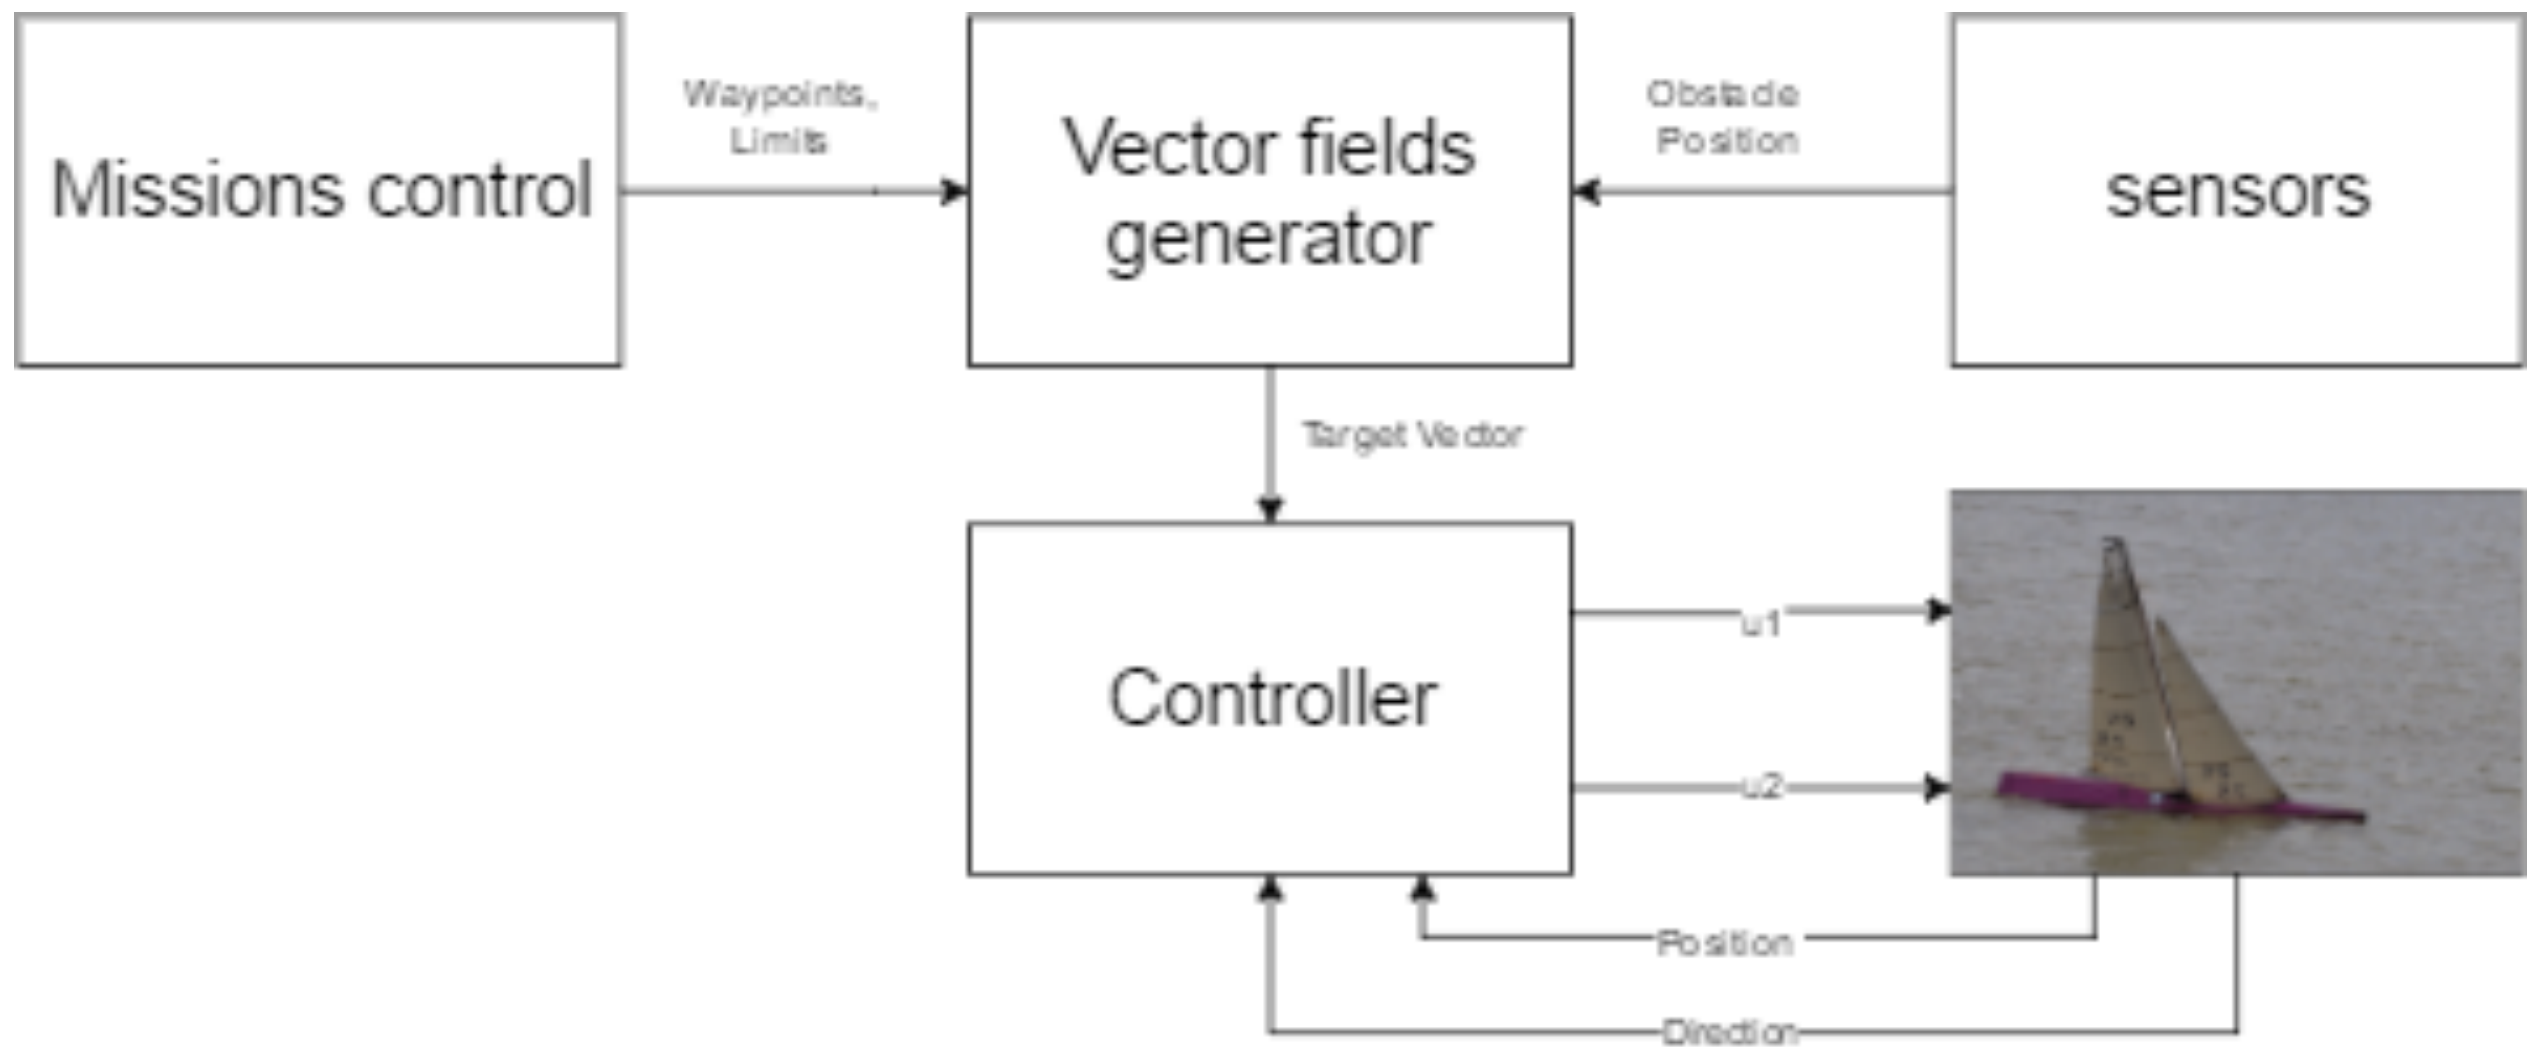 Missions control
Waypoints,
Limits
Vector fields
generator
Obstacle
Position
sensors
Target Vector
Controller
u1
u2
Position
Direction